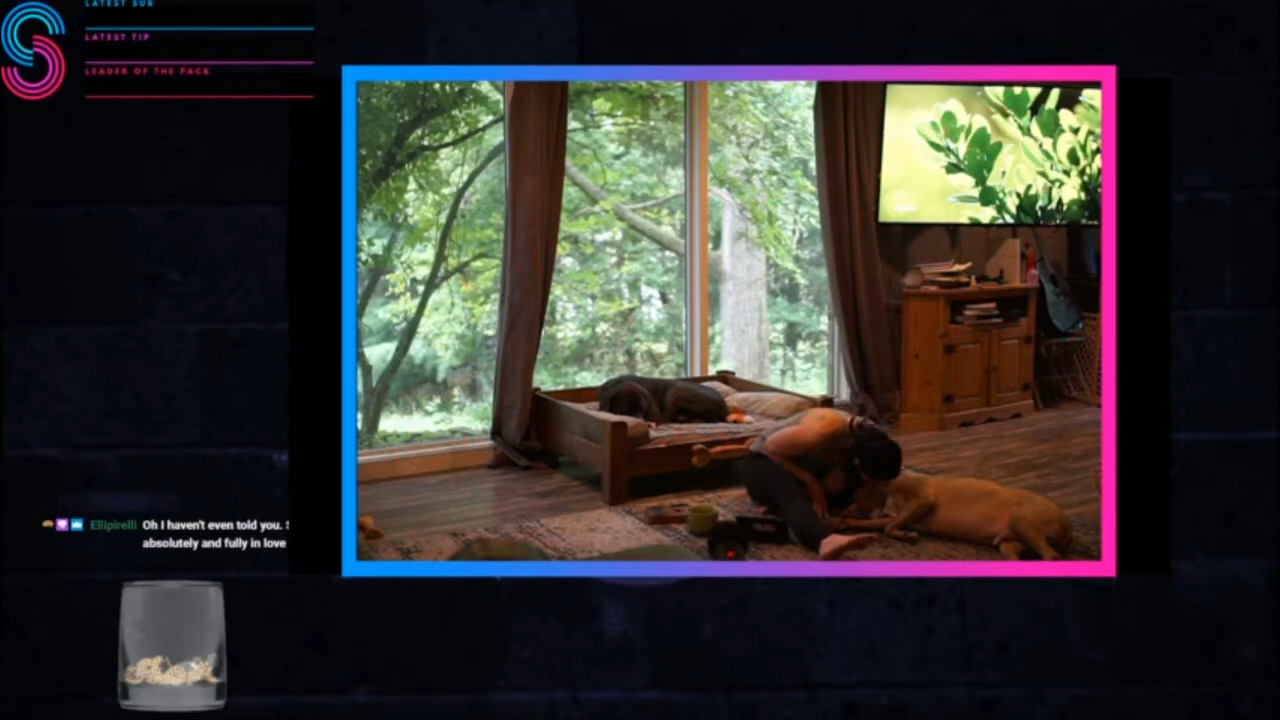 LATEST SUB
LATEST TIP
LEADER OF THE PACK
Ellipirelli Oh I haven't even told you.
absolutely and fully in love